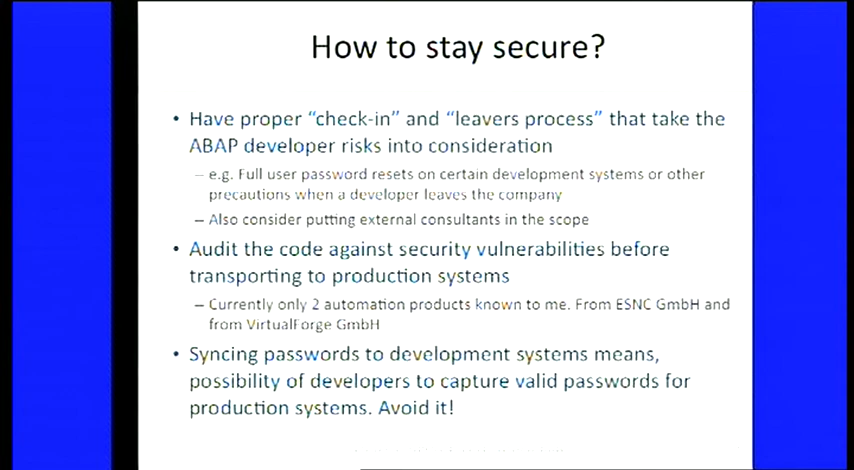 How to stay secure?
• Have proper “check-in” and “leavers process” that take the
ABAP developer risks into consideration
– e.g. Full user password resets on certain development systems or other
precautions when a developer leaves the company
– Also consider putting external consultants in the scope
• Audit the code against security vulnerabilities before
transporting to production systems
– Currently only 2 automation products known to me. From ESNC GmbH and
from VirtualForge GmbH
• Syncing passwords to development systems means,
possibility of developers to capture valid passwords for
production systems. Avoid it!